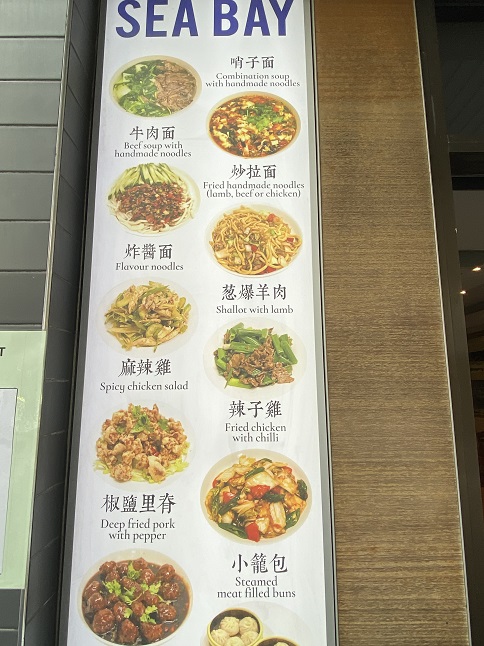 SEA BAY
哨子面
Combination soup
with handmade noodles
牛肉面
Beef soup with
handmade noodles
炒拉面
Fried handmade noodles
(lamb, beef or chicken)
炸醬面
Flavour noodles
葱爆羊肉
Shallot with lamb
麻辣雞
Spicy chicken salad
辣子雞
Fried chicken
with chilli
椒鹽里脊
Deep fried pork
with pepper
小籠包
Steamed
meat filled buns
T